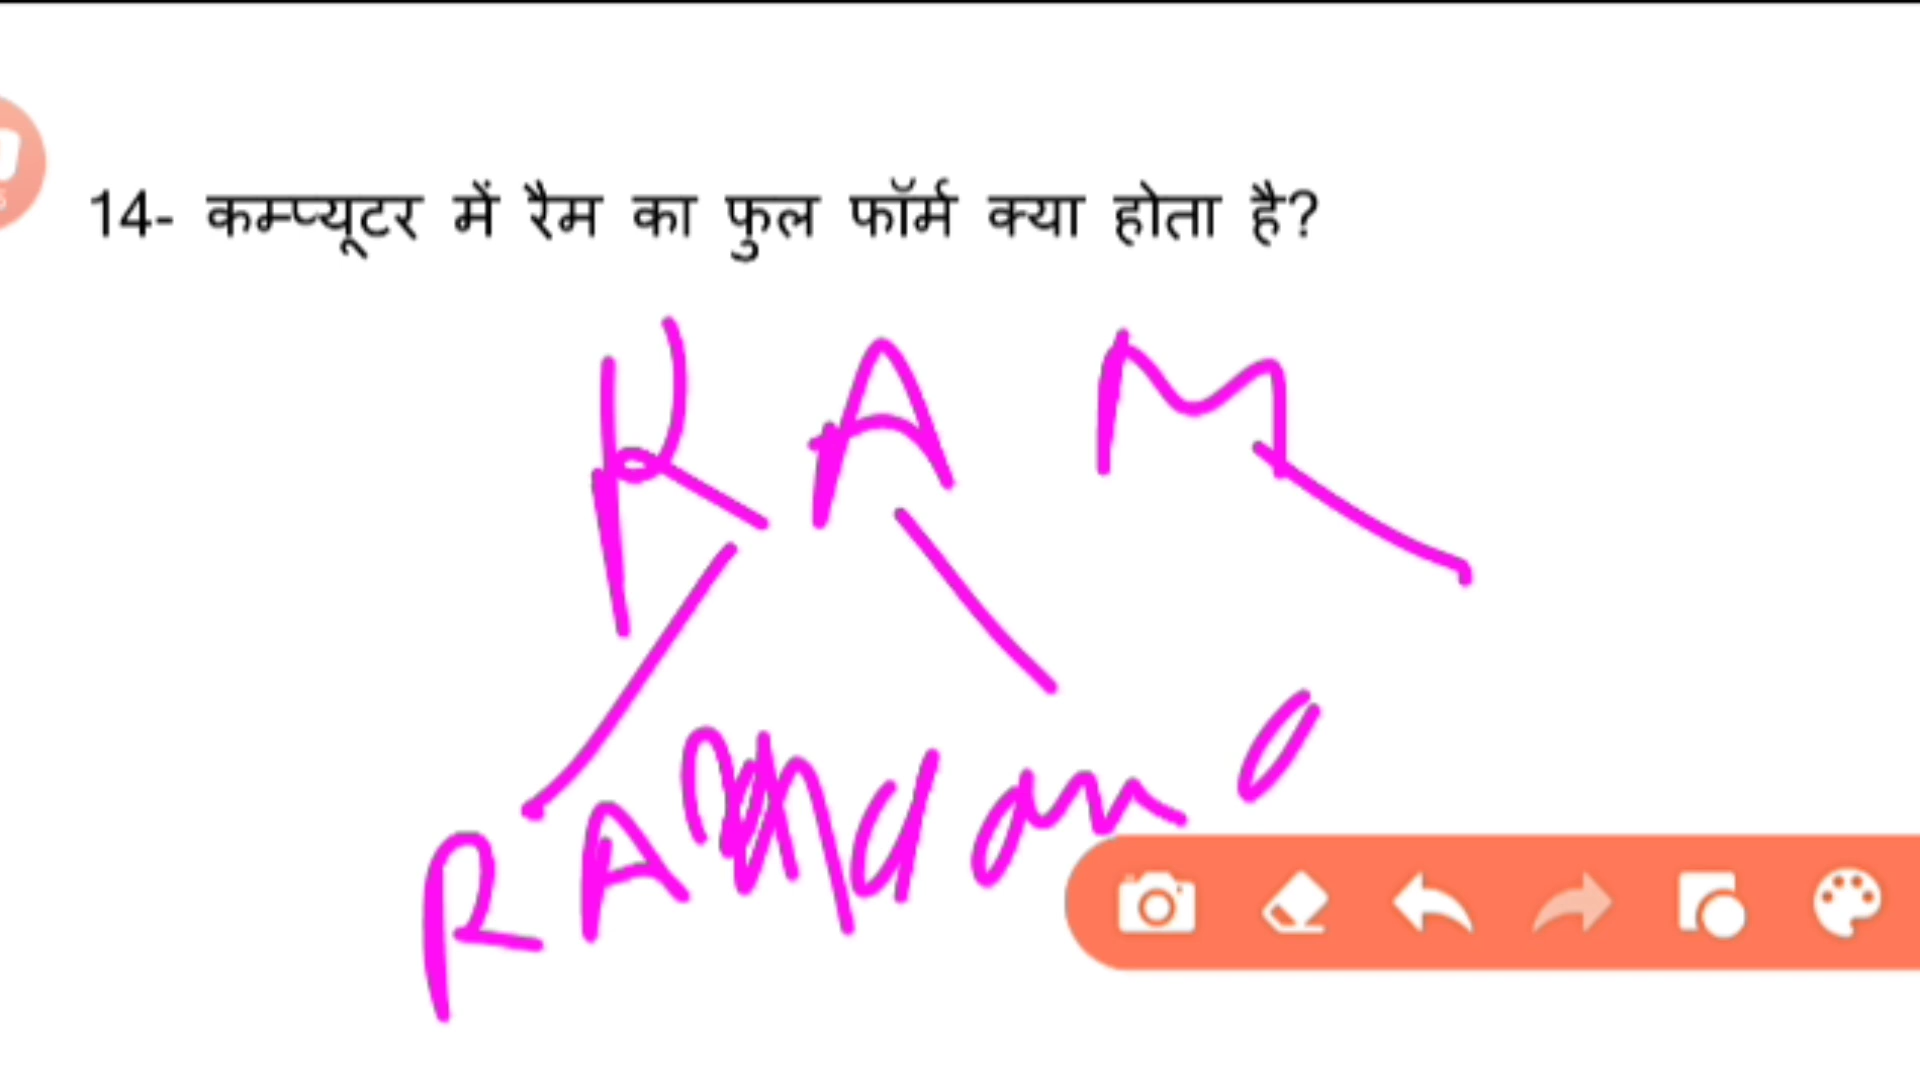 14- कम्प्यूटर में रैम का फुल फॉर्म क्या होता है?
RAM